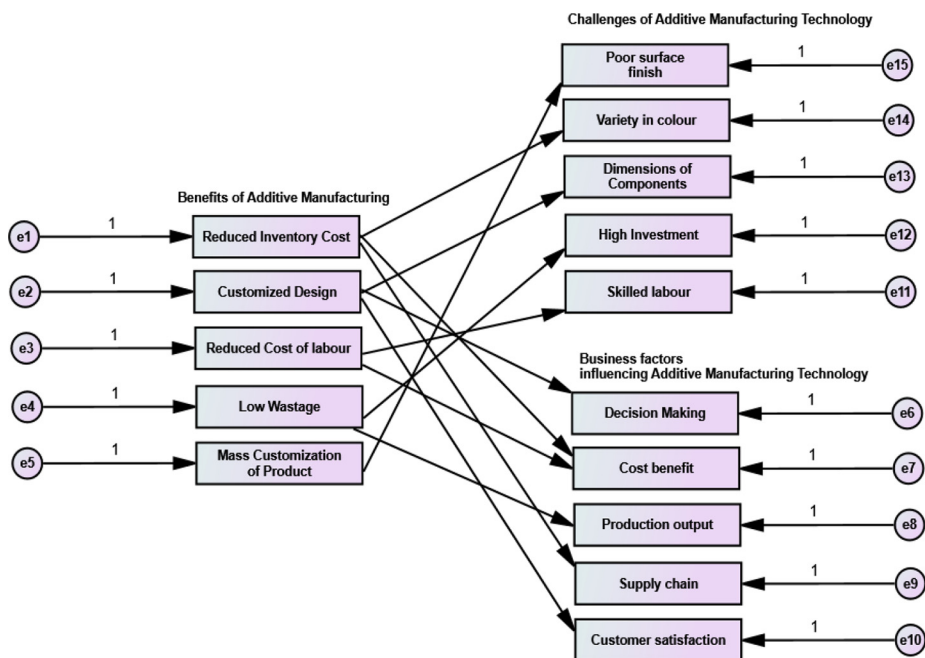 Challenges of Additive Manufacturing Technology
Poor surface
finish
1
e15
Variety in colour
1
e14
Dimensions of
Components
1
e13
High Investment
1
e12
Skilled labour
1
e11
Benefits of Additive Manufacturing
e1
1
Reduced Inventory Cost
e2
1
Customized Design
e3
1
Reduced Cost of labour
e4
1
Low Wastage
e5
1
Mass Customization
of Product
Business factors
influencing Additive Manufacturing Technology
Decision Making
1
e6
Cost benefit
1
e7
Production output
1
e8
Supply chain
1
e9
Customer satisfaction
1
e10